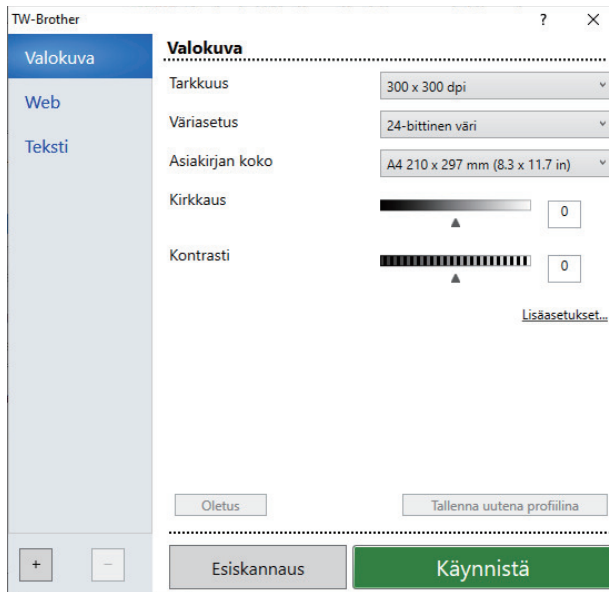 TW-Brother ? ×
Valokuva
Web
Teksti
Valokuva
Tarkkuus 300 x 300 dpi
Väriasetus 24-bittinen väri
Asiakirjan koko A4 210 x 297 mm (8.3 x 11.7 in)
Kirkkaus 0
Kontrasti 0
Lisäasetukset...
Oletus Tallenna uutena profiilina
+ − Esiskannaus Käynnistä